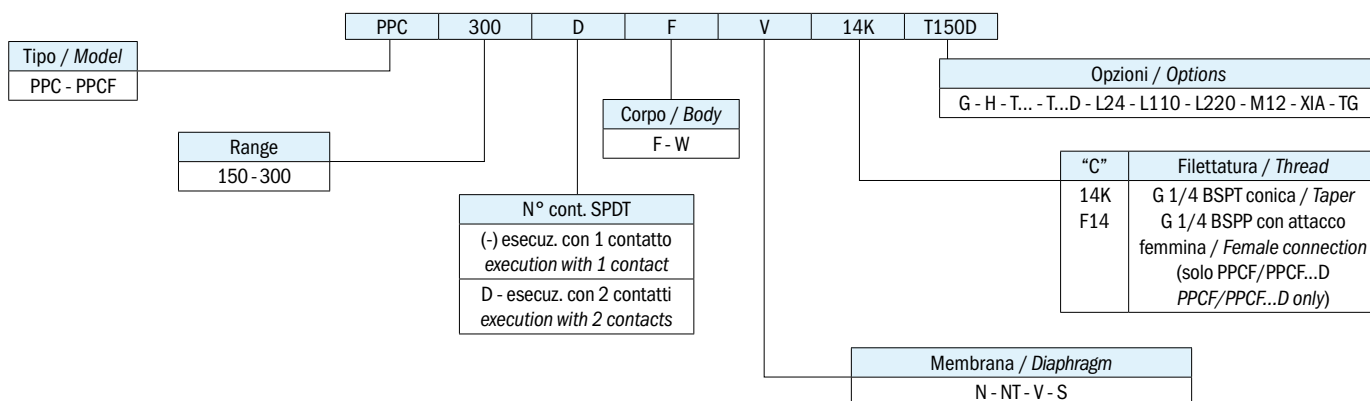 PPC 300 D F V 14K T150D
Tipo / Model
PPC - PPCF
Opzioni / Options
G - H - T... - T...D - L24 - L110 - L220 - M12 - XIA - TG
Corpo / Body
F - W
Range
150 - 300
"C" Filettatura / Thread
14K G 1/4 BSPT conica / Taper
F14 G 1/4 BSPP con attacco
femmina / Female connection
(solo PPCF/PPCF...D
PPCF/PPCF...D only)
N° cont. SPDT
(-) esecuz. con 1 contatto
execution with 1 contact
D - esecuz. con 2 contatti
execution with 2 contacts
Membrana / Diaphragm
N - NT - V - S